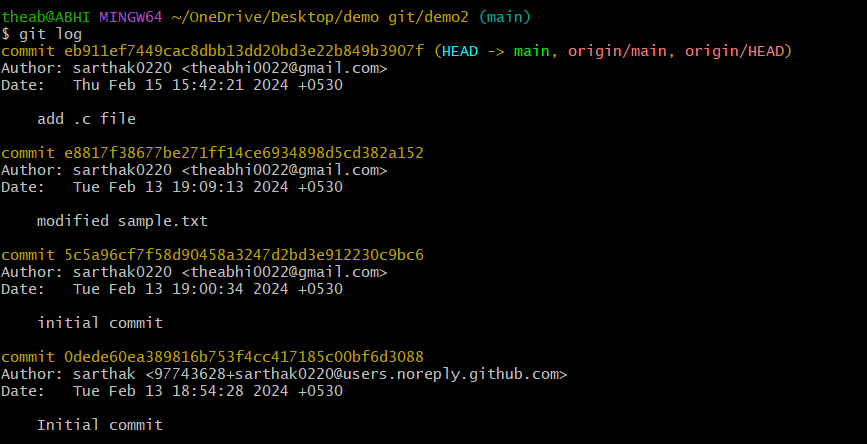 theab@ABHI MINGW64 ~/OneDrive/Desktop/demo git/demo2 (main)
$ git log
commit eb911ef7449cac8dbb13dd20bd3e22b849b3907f (HEAD -> main, origin/main, origin/HEAD)
Author: sarthak0220 <theabhi0022@gmail.com>
Date:   Thu Feb 15 15:42:21 2024 +0530

    add .c file

commit e8817f38677be271ff14ce6934898d5cd382a152
Author: sarthak0220 <theabhi0022@gmail.com>
Date:   Tue Feb 13 19:09:13 2024 +0530

    modified sample.txt

commit 5c5a96cf7f58d90458a3247d2bd3e912230c9bc6
Author: sarthak0220 <theabhi0022@gmail.com>
Date:   Tue Feb 13 19:00:34 2024 +0530

    initial commit

commit 0dede60ea389816b753f4cc417185c00bf6d3088
Author: sarthak <97743628+sarthak0220@users.noreply.github.com>
Date:   Tue Feb 13 18:54:28 2024 +0530

    Initial commit